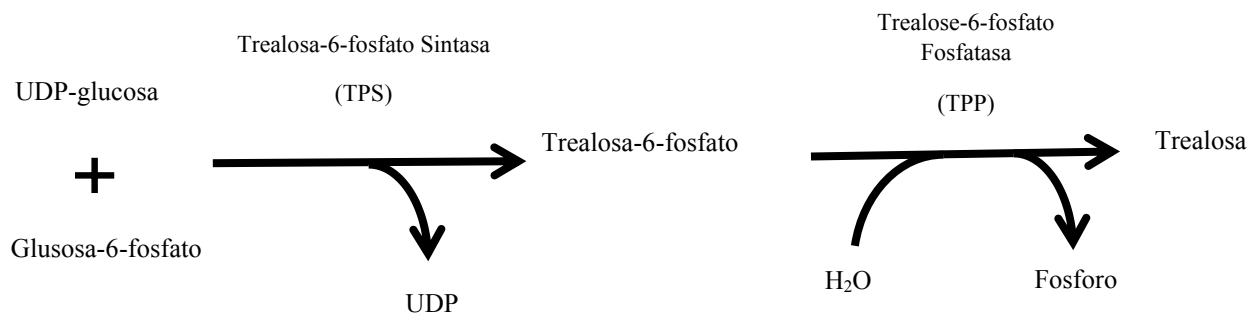 Trealosa-6-fosfato Sintasa
(TPS)
UDP-glucosa
+
Glusosa-6-fosfato
UDP
Trealosa-6-fosfato
Trealose-6-fosfato
Fosfatasa
(TPP)
H₂O
Fosforo
Trealosa